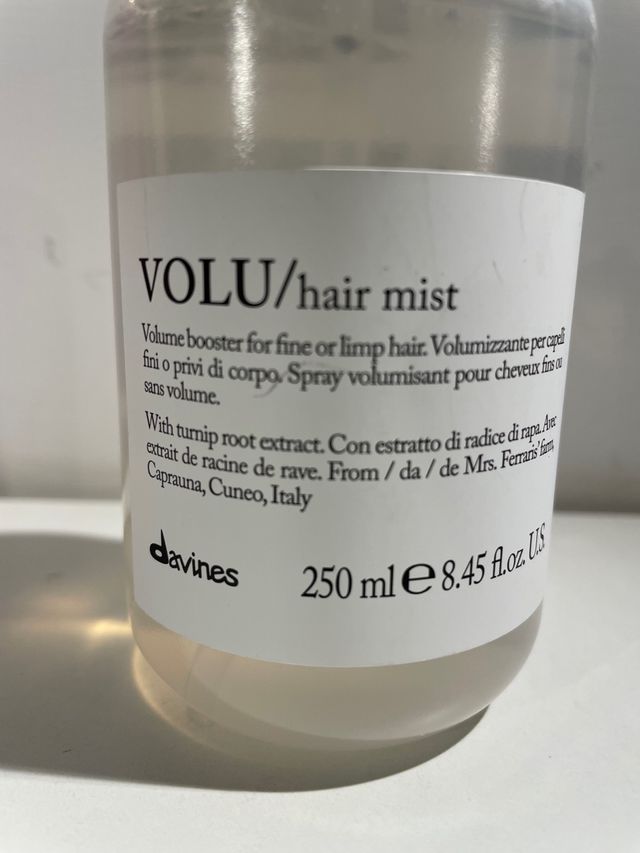 VOLU/hair mist
Volume booster for fine or limp hair. Volumizzante per capelli
fini o privi di corpo. Spray volumisant pour cheveux fins ou
sans volume.
With turnip root extract. Con estratto di radice di rapa. Avec
extrait de racine de rave. From / da / de Mrs. Ferraris' farm,
Caprauna, Cuneo, Italy
davines
250 ml e 8.45 fl.oz. U.S.